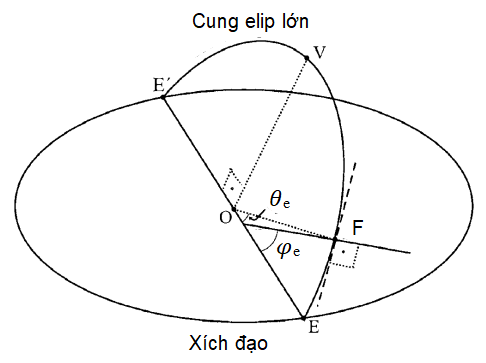 Cung elip lớn
V
E´
θe
O
F
φe
E
Xích đạo